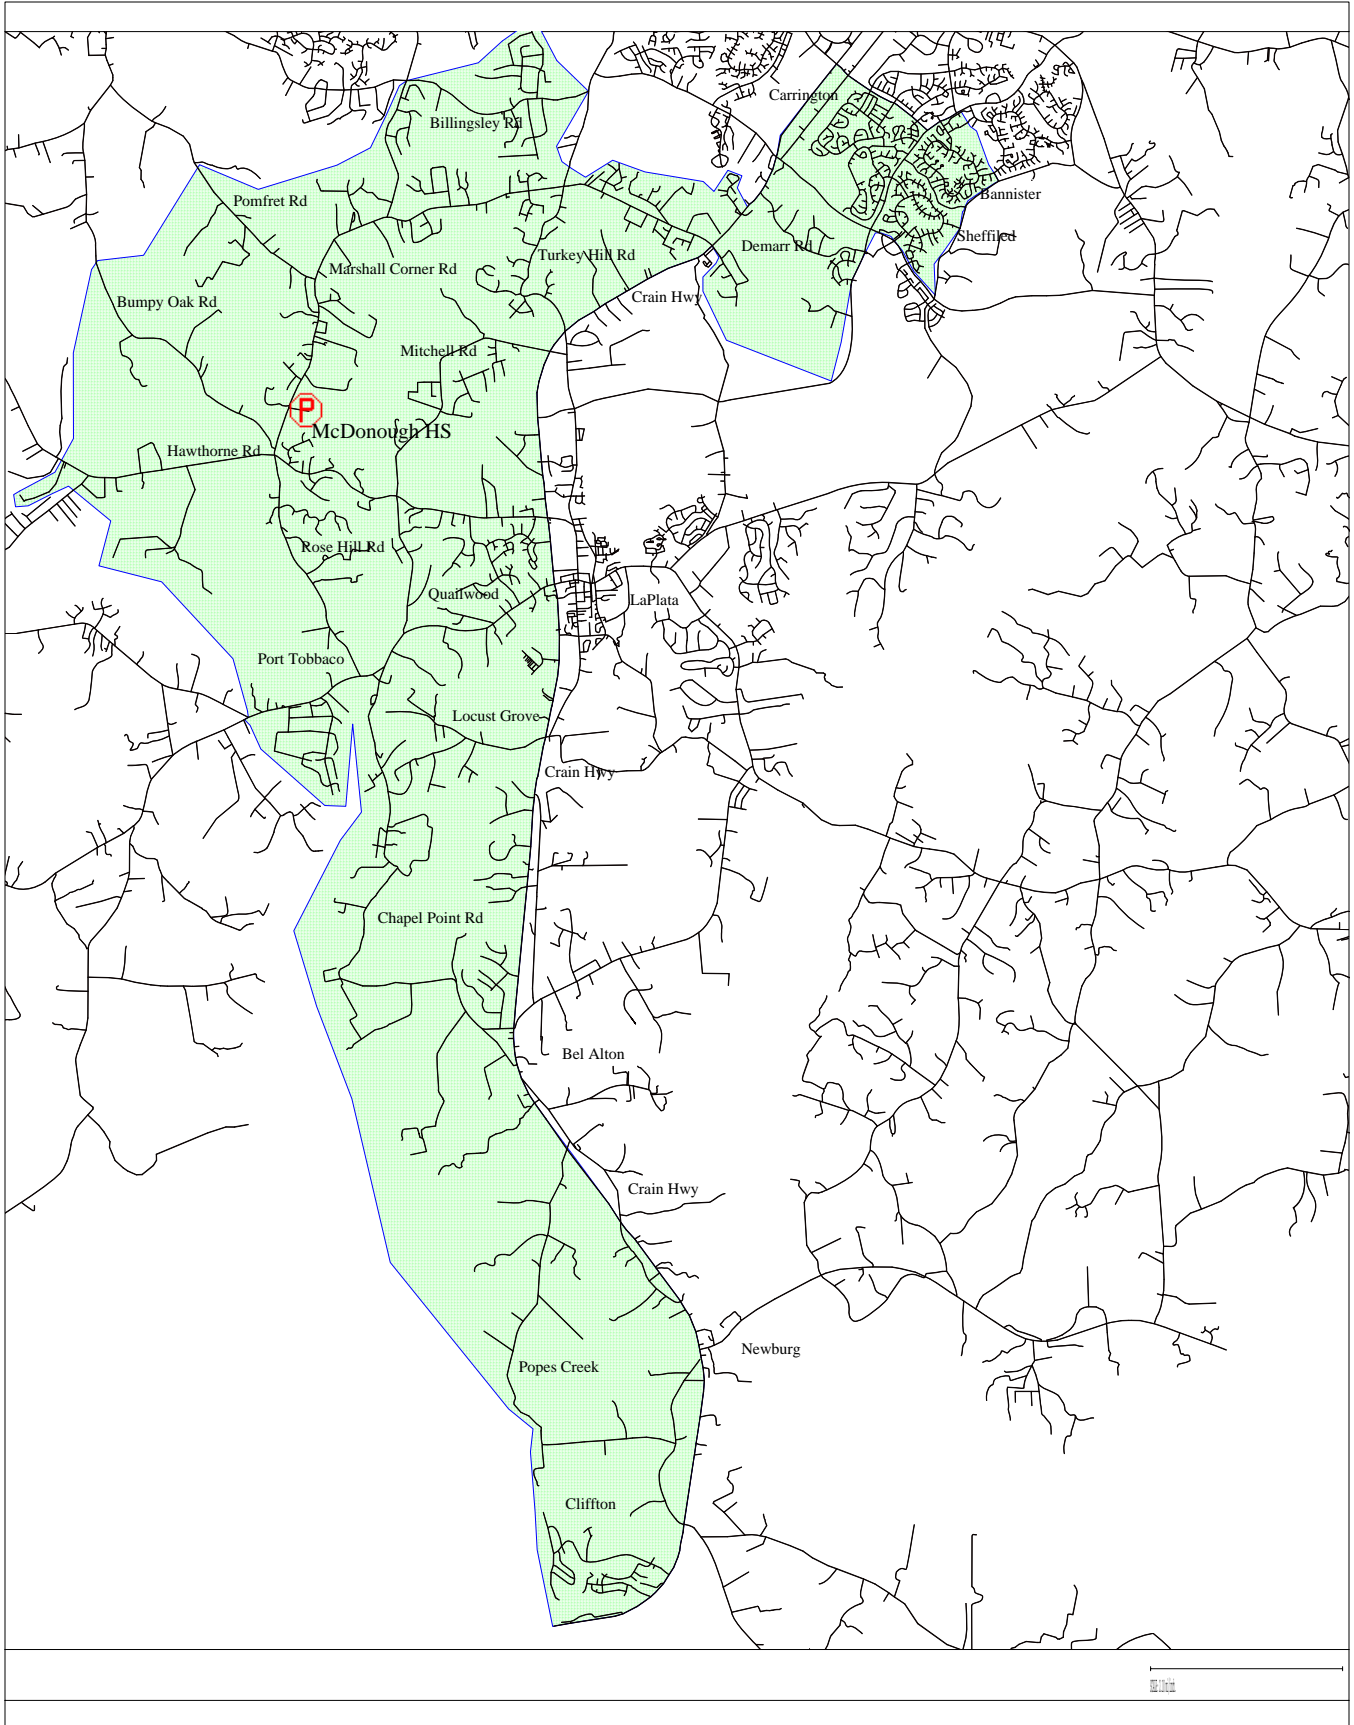 Carrington
Billingsley Rd
Bannister
Pomfret Rd
Sheffiled
Demarr Rd
Turkey Hill Rd
Marshall Corner Rd
Crain Hwy
Bumpy Oak Rd
Mitchell Rd
P
McDonough HS
Hawthorne Rd
Rose Hill Rd
Quailwood
LaPlata
Port Tobbaco
Locust Grove
Crain Hwy
Chapel Point Rd
Bel Alton
Crain Hwy
Newburg
Popes Creek
Cliffton